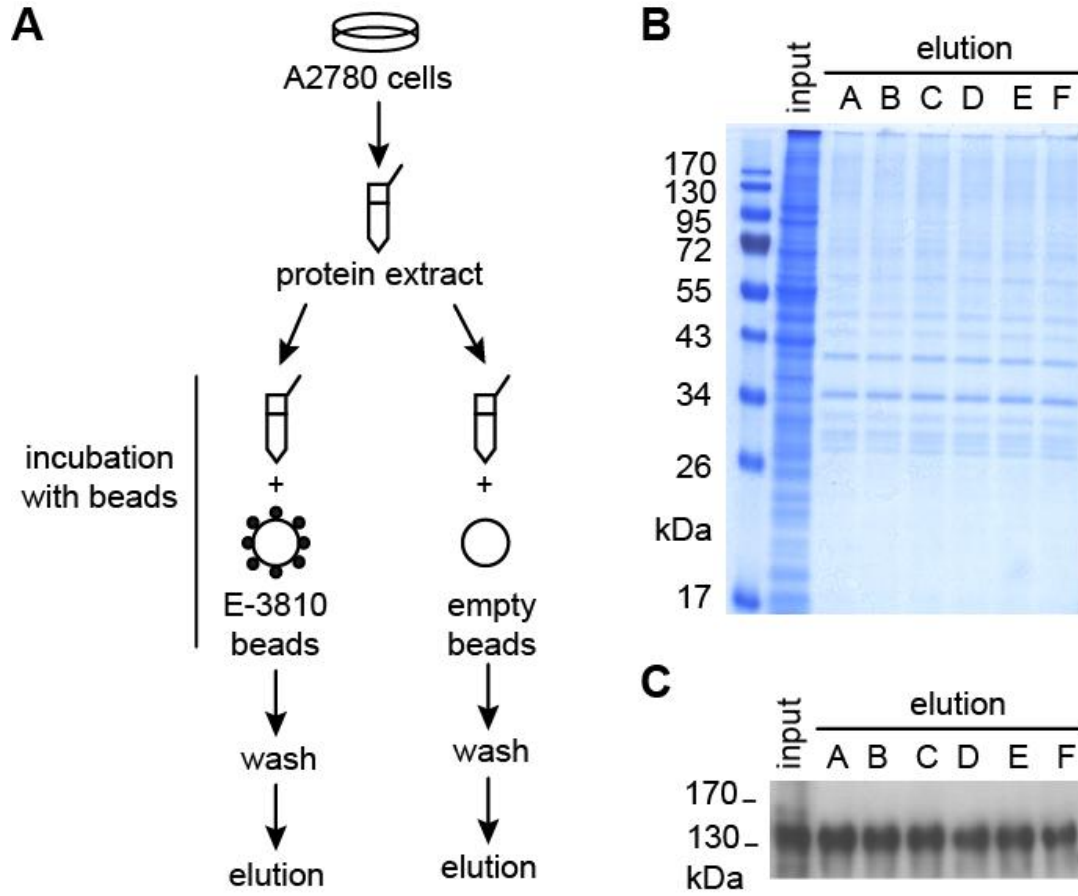 A
A2780 cells
protein extract
incubation
with beads
+
+
E-3810
beads
empty
beads
wash
wash
elution
elution
B
input
elution
A B C D E F
170
130
95
72
55
43
34
26
kDa
17
C
input
elution
A B C D E F
170
130
kDa